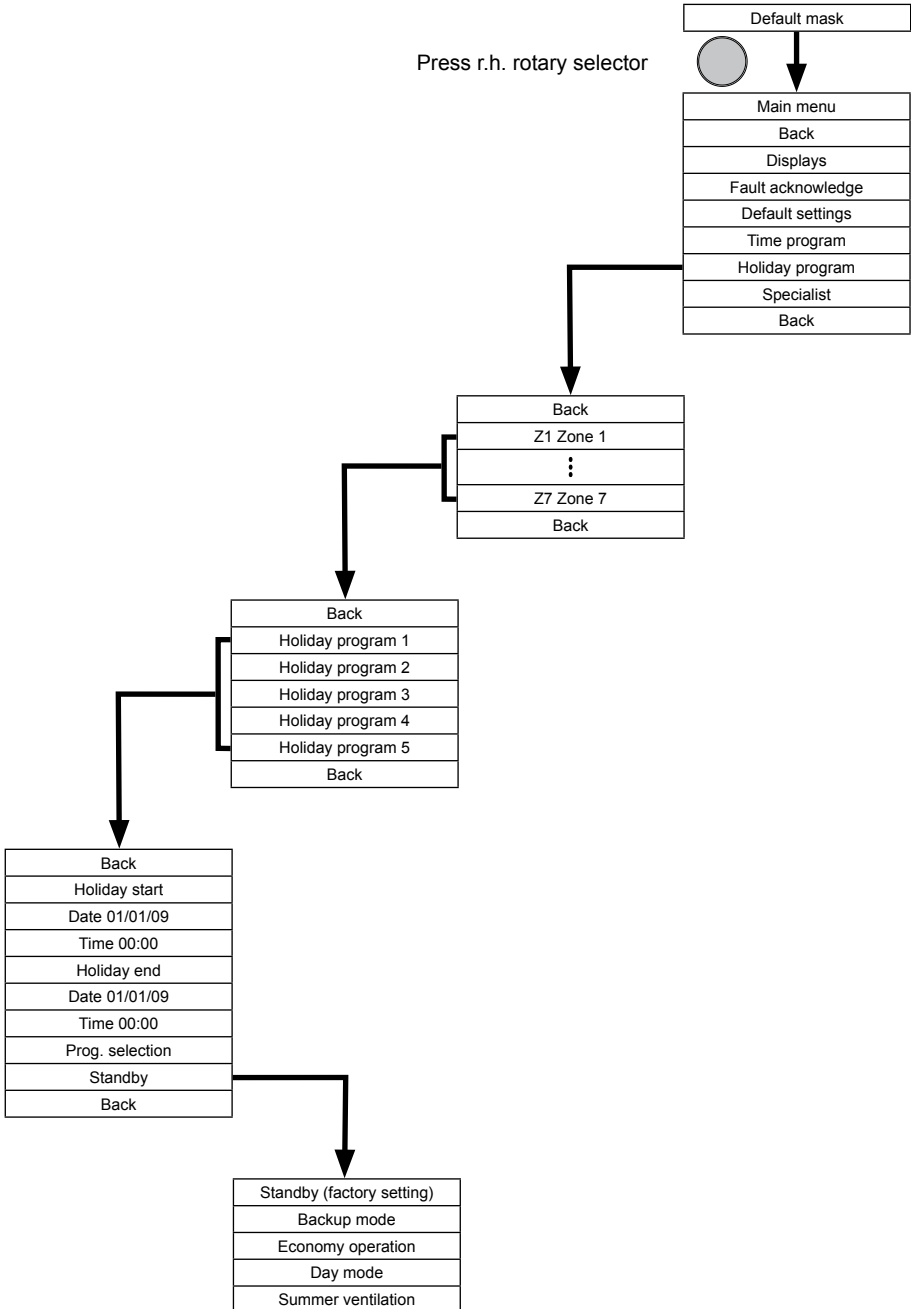 Default mask
Press r.h. rotary selector
Main menu
Back
Displays
Fault acknowledge
Default settings
Time program
Holiday program
Specialist
Back
Back
Z1 Zone 1
Z7 Zone 7
Back
Back
Holiday program 1
Holiday program 2
Holiday program 3
Holiday program 4
Holiday program 5
Back
Back
Holiday start
Date 01/01/09
Time 00:00
Holiday end
Date 01/01/09
Time 00:00
Prog. selection
Standby
Back
Standby (factory setting)
Backup mode
Economy operation
Day mode
Summer ventilation